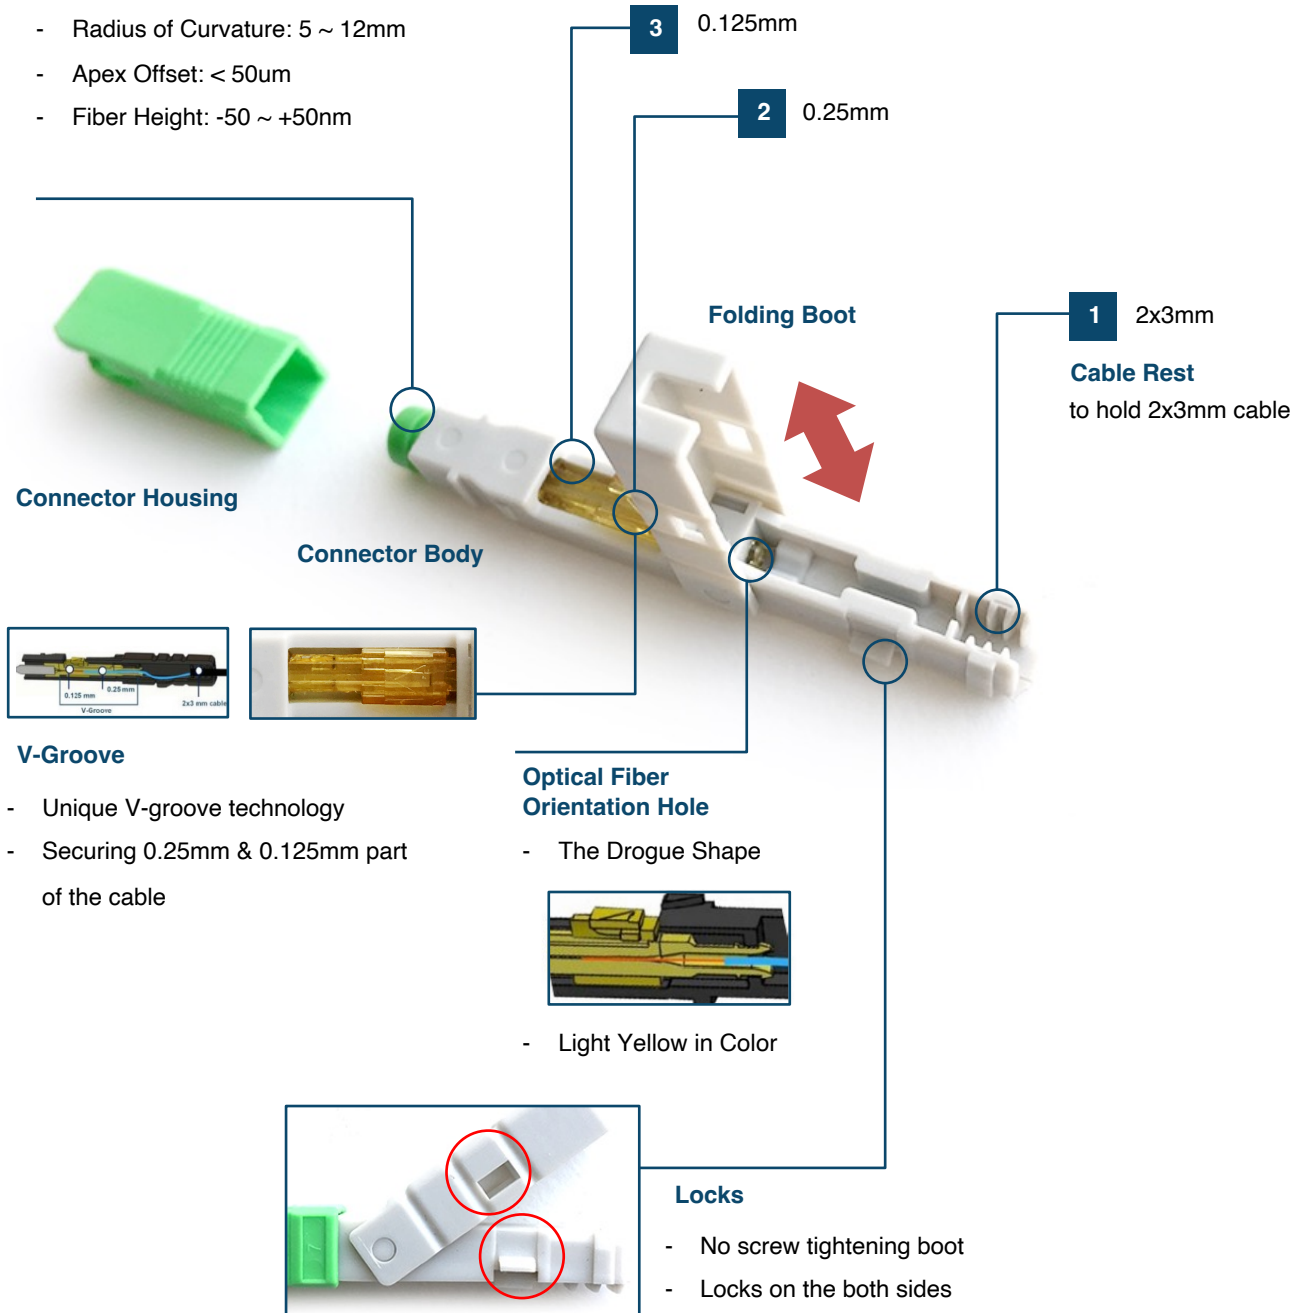 - Radius of Curvature: 5 ~ 12mm
- Apex Offset: < 50um
- Fiber Height: -50 ~ +50nm
3 0.125mm
2 0.25mm
1 2x3mm
Cable Rest
to hold 2x3mm cable
Folding Boot
Connector Housing
Connector Body
0.125 mm
0.25 mm
V-Groove
2x3 mm cable
V-Groove
- Unique V-groove technology
- Securing 0.25mm & 0.125mm part
of the cable
Optical Fiber
Orientation Hole
- The Drogue Shape
- Light Yellow in Color
Locks
- No screw tightening boot
- Locks on the both sides